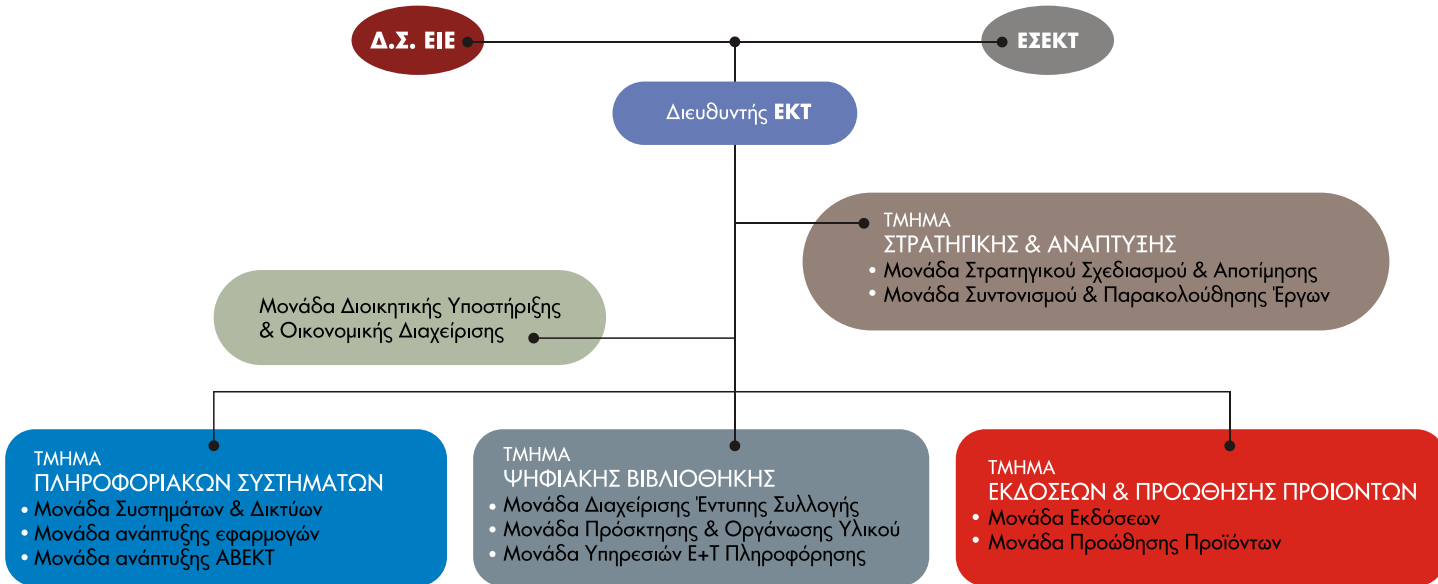 Δ.Σ. ΕΙΕ
ΕΣΕΚΤ
Διευθυντής ΕΚΤ
ΤΜΗΜΑ
ΣΤΡΑΤΗΓΙΚΗΣ & ΑΝΑΠΤΥΞΗΣ
• Μονάδα Στρατηγικού Σχεδιασμού & Αποτίμησης
• Μονάδα Συντονισμού & Παρακολούθησης Έργων
Μονάδα Διοικητικής Υποστήριξης
& Οικονομικής Διαχείρισης
ΤΜΗΜΑ
ΠΛΗΡΟΦΟΡΙΑΚΩΝ ΣΥΣΤΗΜΑΤΩΝ
• Μονάδα Συστημάτων & Δικτύων
• Μονάδα ανάπτυξης εφαρμογών
• Μονάδα ανάπτυξης ΑΒΕΚΤ
ΤΜΗΜΑ
ΨΗΦΙΑΚΗΣ ΒΙΒΛΙΟΘΗΚΗΣ
• Μονάδα Διαχείρισης Έντυπης Συλλογής
• Μονάδα Πρόσκτησης & Οργάνωσης Υλικού
• Μονάδα Υπηρεσιών Ε+Τ Πληροφόρησης
ΤΜΗΜΑ
ΕΚΔΟΣΕΩΝ & ΠΡΟΩΘΗΣΗΣ ΠΡΟΙΟΝΤΩΝ
• Μονάδα Εκδόσεων
• Μονάδα Προώθησης Προϊόντων